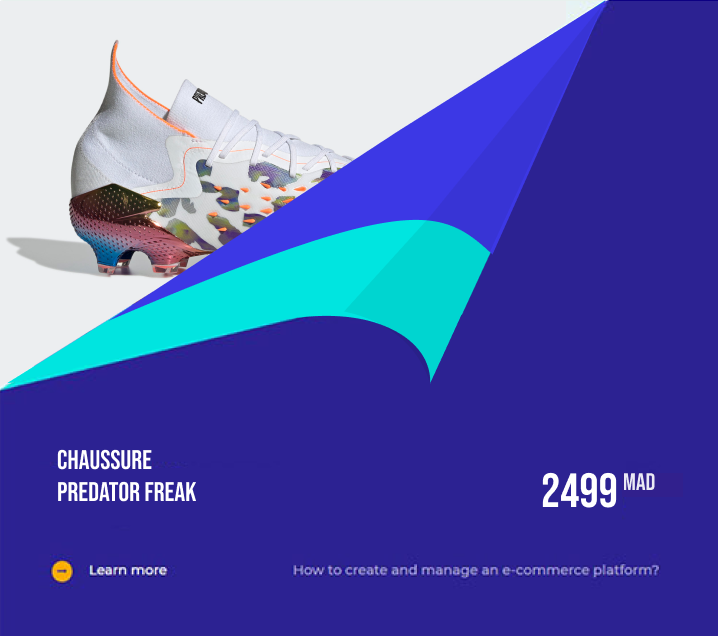 CHAUSSURE
PREDATOR FREAK
2499 MAD
Learn more
How to create and manage an e-commerce platform?